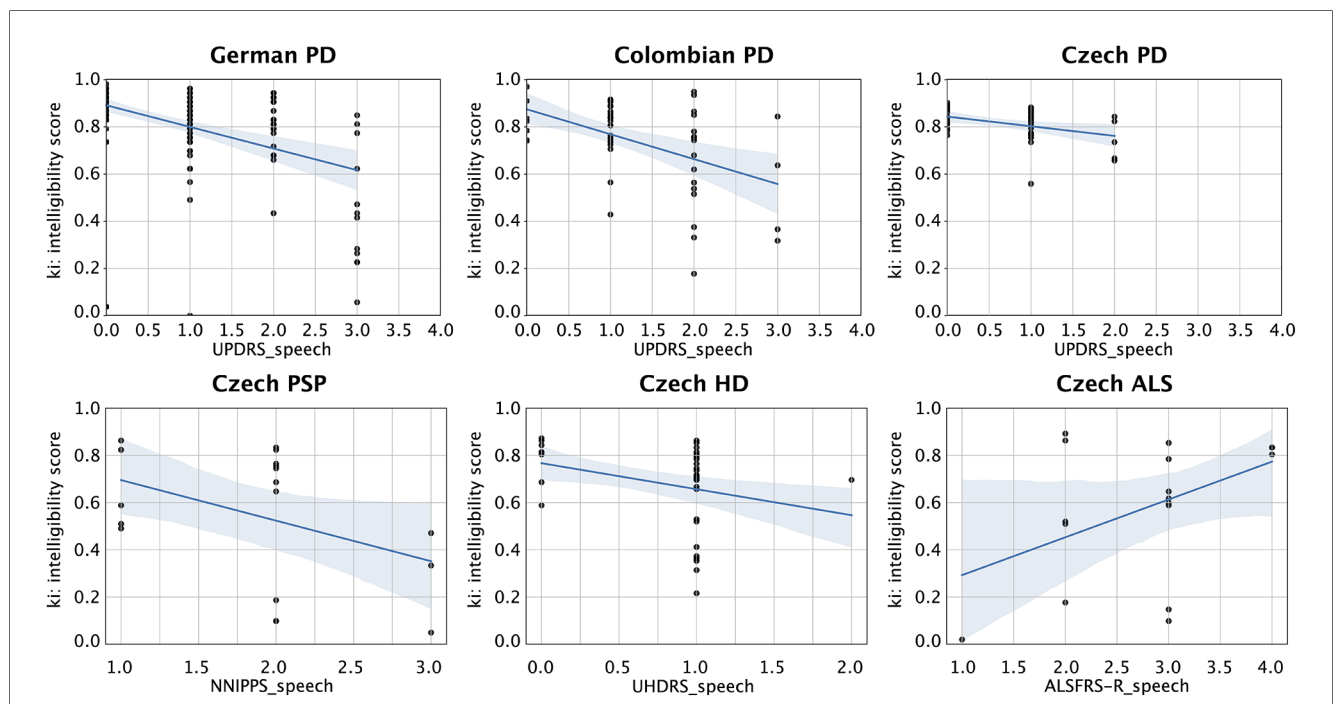 German PD
Colombian PD
Czech PD
ki: intelligibility score
1.0
0.8
0.6
0.4
0.2
0.0
0.0 0.5 1.0 1.5 2.0 2.5 3.0 3.5 4.0
UPDRS_speech
ki: intelligibility score
1.0
0.8
0.6
0.4
0.2
0.0
0.0 0.5 1.0 1.5 2.0 2.5 3.0 3.5 4.0
UPDRS_speech
ki: intelligibility score
1.0
0.8
0.6
0.4
0.2
0.0
0.0 0.5 1.0 1.5 2.0 2.5 3.0 3.5 4.0
UPDRS_speech
Czech PSP
Czech HD
Czech ALS
ki: intelligibility score
1.0
0.8
0.6
0.4
0.2
0.0
1.0 1.5 2.0 2.5 3.0
NNIPPS_speech
ki: intelligibility score
1.0
0.8
0.6
0.4
0.2
0.0
0.0 0.5 1.0 1.5 2.0
UHDRS_speech
ki: intelligibility score
1.0
0.8
0.6
0.4
0.2
0.0
1.0 1.5 2.0 2.5 3.0 3.5 4.0
ALSFRS-R_speech